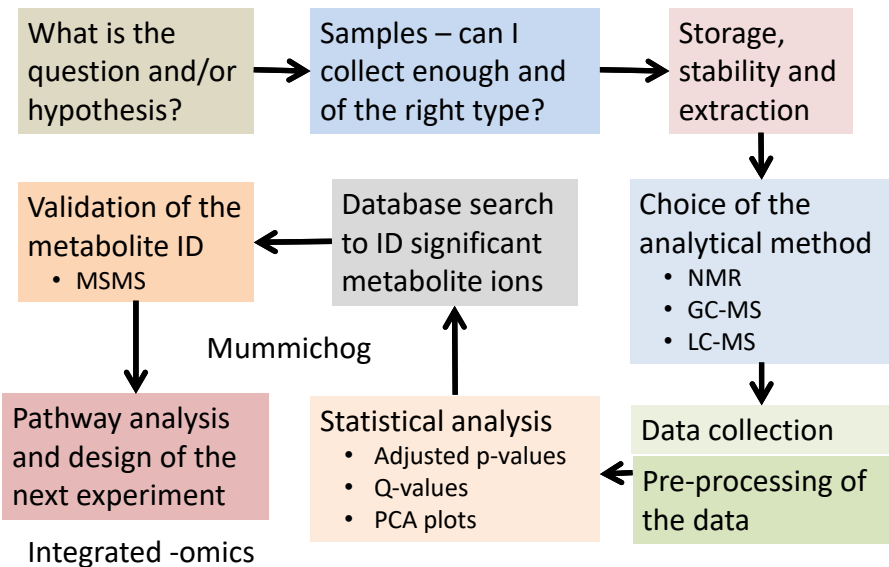 What is the
question and/or
hypothesis?
Samples – can I
collect enough and
of the right type?
Storage,
stability and
extraction
Choice of the
analytical method
• NMR
• GC-MS
• LC-MS
Data collection
Pre-processing of
the data
Statistical analysis
• Adjusted p-values
• Q-values
• PCA plots
Database search
to ID significant
metabolite ions
Validation of the
metabolite ID
• MSMS
Mummichog
Pathway analysis
and design of the
next experiment
Integrated -omics